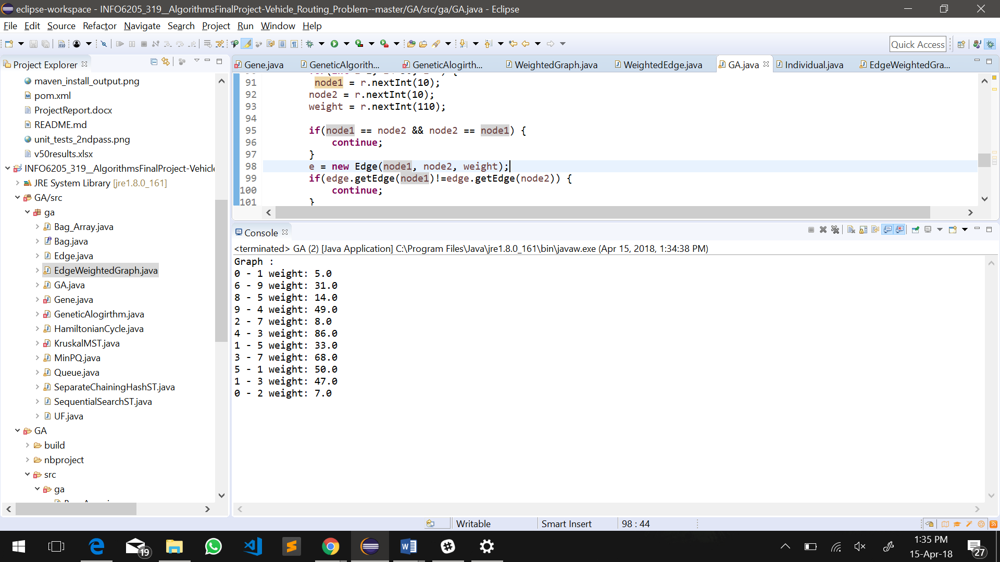 eclipse-workspace - INFO6205_319__AlgorithmsFinalProject-Vehicle_Routing_Problem--master/GA/src/ga/GA.java - Eclipse
File Edit Source Refactor Navigate Search Project Run Window Help
Quick Access
Project Explorer
maven_install_output.png
pom.xml
ProjectReport.docx
README.md
unit_tests_2ndpass.png
v50results.xlsx
INFO6205_319__AlgorithmsFinalProject-Vehicle
JRE System Library [jre1.8.0_161]
GA/src
ga
Bag_Array.java
Bag.java
Edge.java
EdgeWeightedGraph.java
GA.java
Gene.java
GeneticAlogirthm.java
HamiltonianCycle.java
KruskalMST.java
MinPQ.java
Queue.java
SeparateChainingHashST.java
SequentialSearchST.java
UF.java
GA
build
nbproject
src
ga
Gene.java GeneticAlgorith... GeneticAlogirth... WeightedGraph.java WeightedEdge.java GA.java Individual.java EdgeWeightedGra...
91 node1 = r.nextInt(10);
92 node2 = r.nextInt(10);
93 weight = r.nextInt(110);
94
95 if(node1 == node2 && node2 == node1) {
96 continue;
97 }
98 e = new Edge(node1, node2, weight);
99 if(edge.getEdge(node1)!=edge.getEdge(node2)) {
100 continue;
101 }
Console
<terminated> GA (2) [Java Application] C:\Program Files\Java\jre1.8.0_161\bin\javaw.exe (Apr 15, 2018, 1:34:38 PM)
Graph :
0 - 1 weight: 5.0
6 - 9 weight: 31.0
8 - 5 weight: 14.0
9 - 4 weight: 49.0
2 - 7 weight: 8.0
4 - 3 weight: 86.0
1 - 5 weight: 33.0
3 - 7 weight: 68.0
5 - 1 weight: 50.0
1 - 3 weight: 47.0
0 - 2 weight: 7.0
Writable Smart Insert 98 : 44
19
1:35 PM
15-Apr-18
27